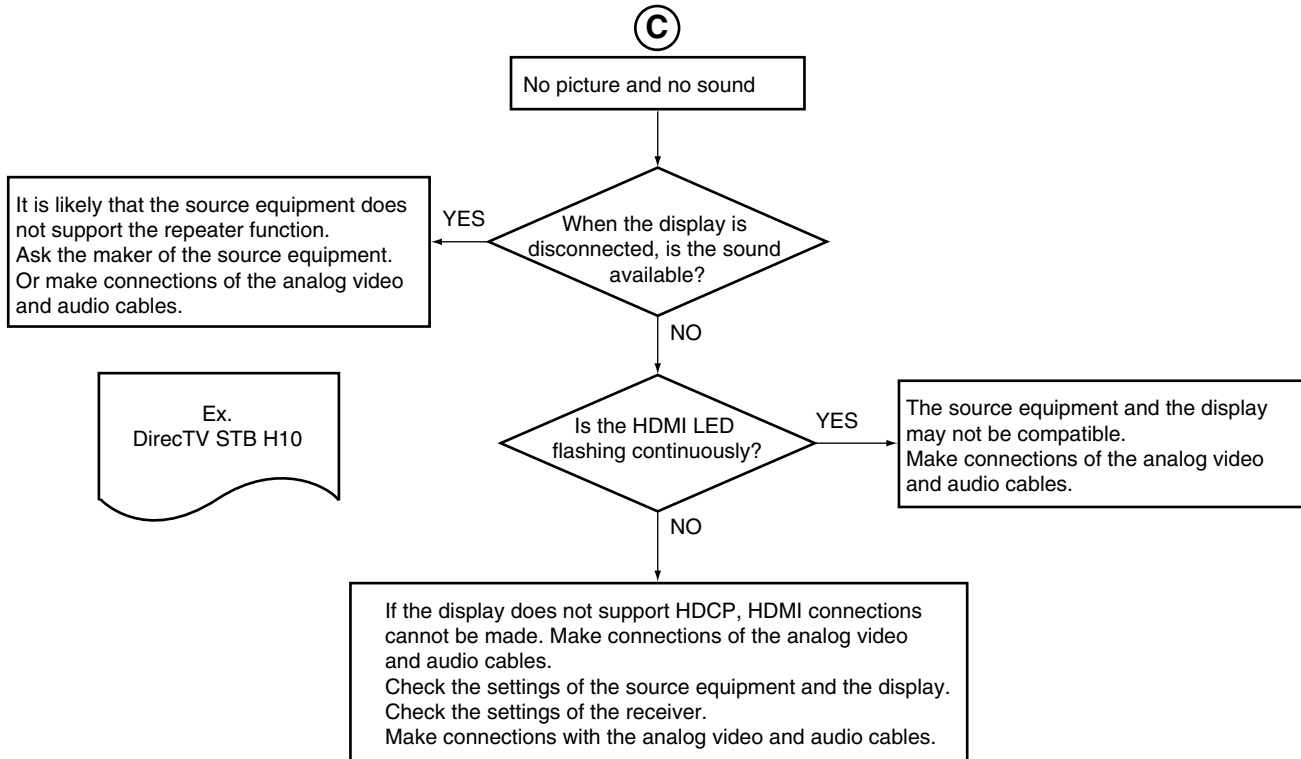 C
No picture and no sound
When the display is
disconnected, is the sound
available?
YES
It is likely that the source equipment does
not support the repeater function.
Ask the maker of the source equipment.
Or make connections of the analog video
and audio cables.
NO
Ex.
DirecTV STB H10
Is the HDMI LED
flashing continuously?
YES
The source equipment and the display
may not be compatible.
Make connections of the analog video
and audio cables.
NO
If the display does not support HDCP, HDMI connections
cannot be made. Make connections of the analog video
and audio cables.
Check the settings of the source equipment and the display.
Check the settings of the receiver.
Make connections with the analog video and audio cables.